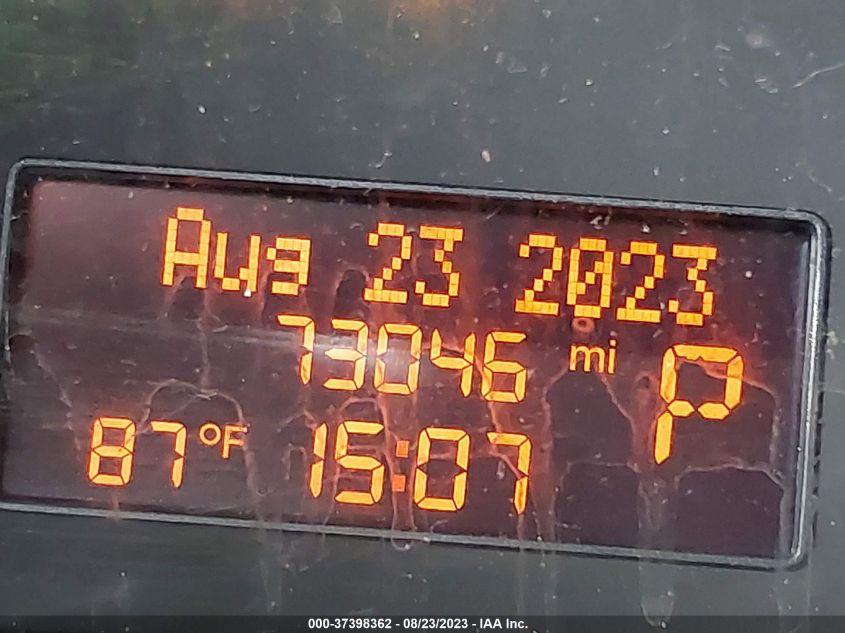 Aug 23 2023
73046 mi P
87°F 15:07
000-37398362 - 08/23/2023 - IAA Inc.